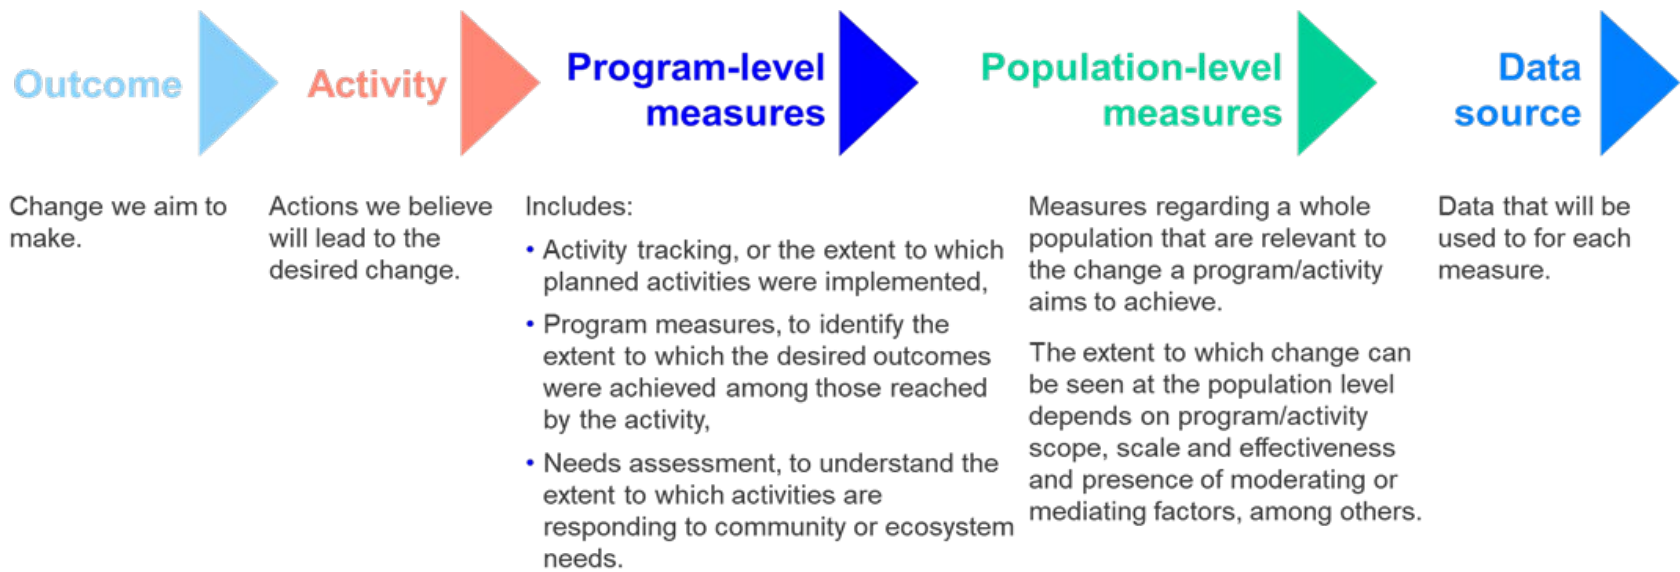 Outcome
Activity
Program-level
measures
Population-level
measures
Data
source
Change we aim to
make.
Actions we believe
will lead to the
desired change.
Includes:
• Activity tracking, or the extent to which
planned activities were implemented,
• Program measures, to identify the
extent to which the desired outcomes
were achieved among those reached
by the activity,
• Needs assessment, to understand the
extent to which activities are
responding to community or ecosystem
needs.
Measures regarding a whole
population that are relevant to
the change a program/activity
aims to achieve.
The extent to which change can
be seen at the population level
depends on program/activity
scope, scale and effectiveness
and presence of moderating or
mediating factors, among others.
Data that will be
used to for each
measure.